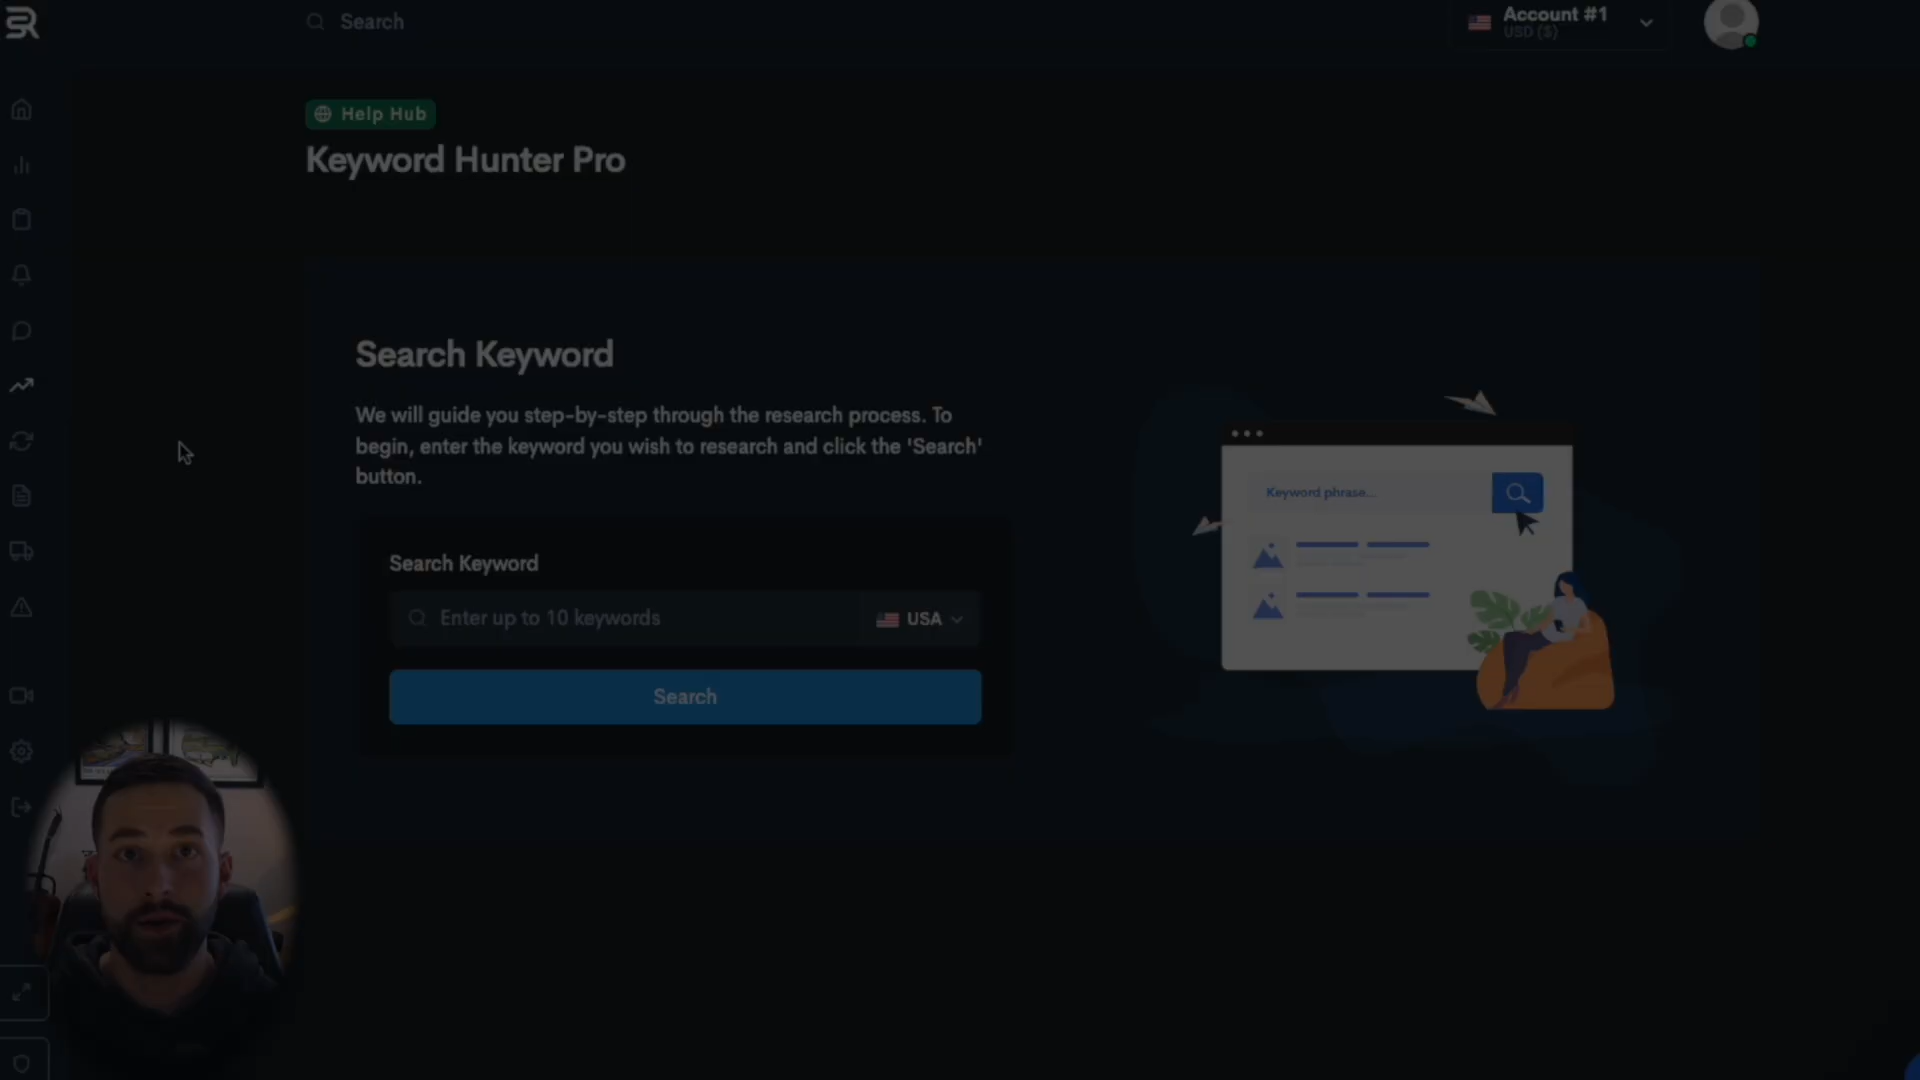 Search
Account #1
USD ($)
Help Hub
Keyword Hunter Pro
Search Keyword
We will guide you step-by-step through the research process. To
begin, enter the keyword you wish to research and click the 'Search'
button.
Keyword phrase...
Search Keyword
Enter up to 10 keywords
USA
Search